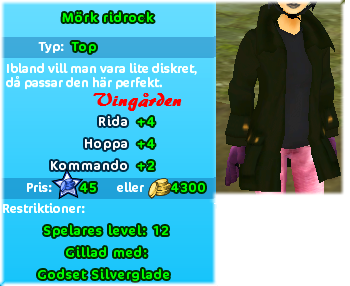 Mörk ridrock
Typ: Top
Ibland vill man vara lite diskret,
då passar den här perfekt.
Vingården
Rida +4
Hoppa +4
Kommando +2
Pris: 45 eller 4300
Restriktioner:
Spelares level: 12
Gillad med:
Godset Silverglade